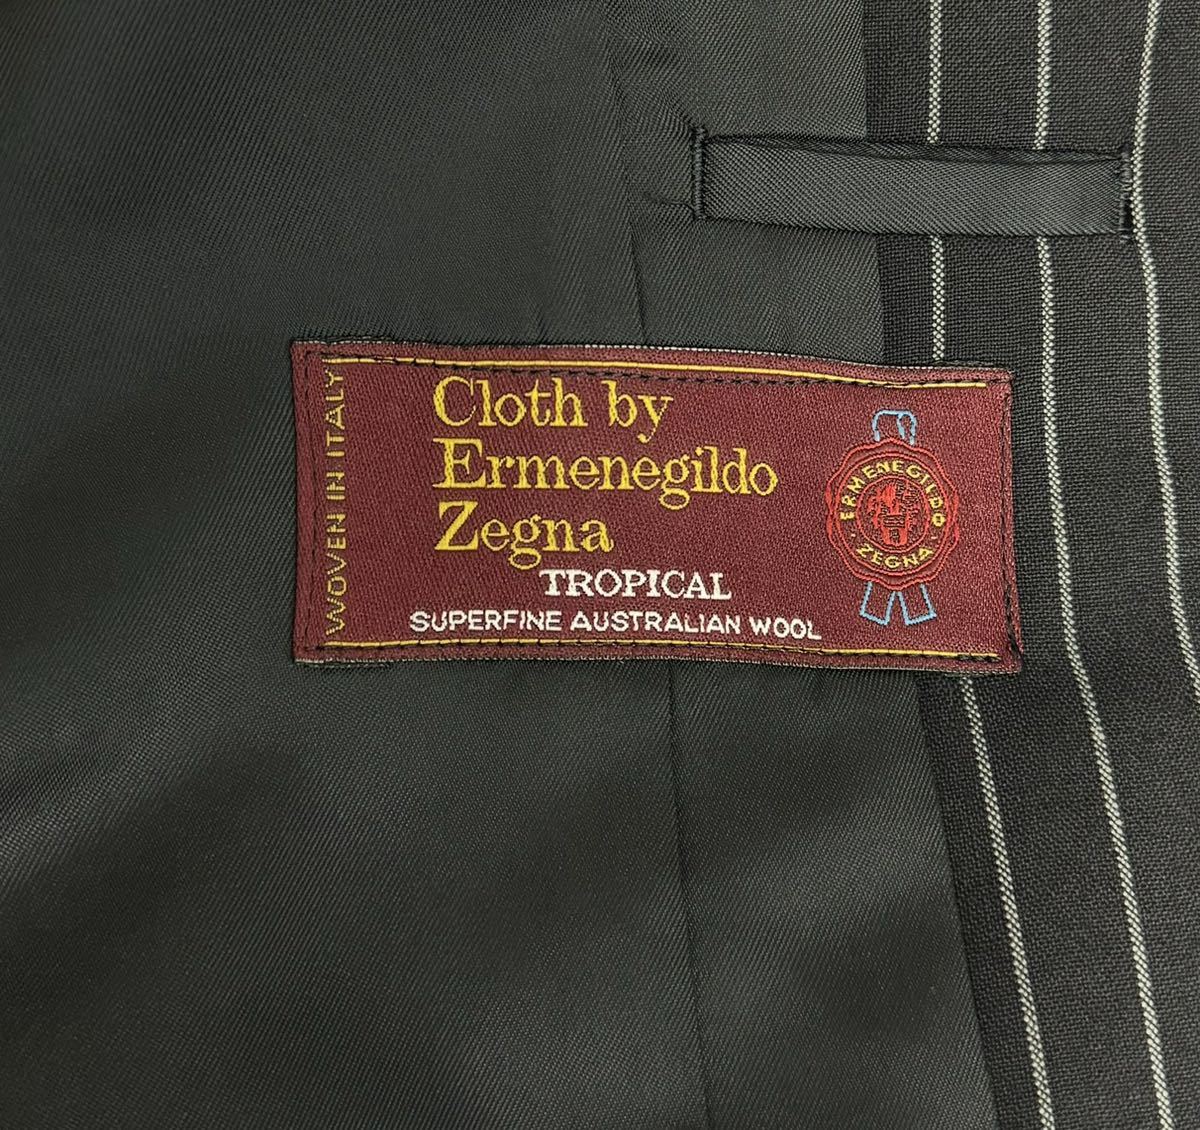 WOVEN IN ITALY
Cloth by
Ermenegildo
Zegna
TROPICAL
SUPERFINE AUSTRALIAN WOOL
ERMENEGILDO
ZEGNA